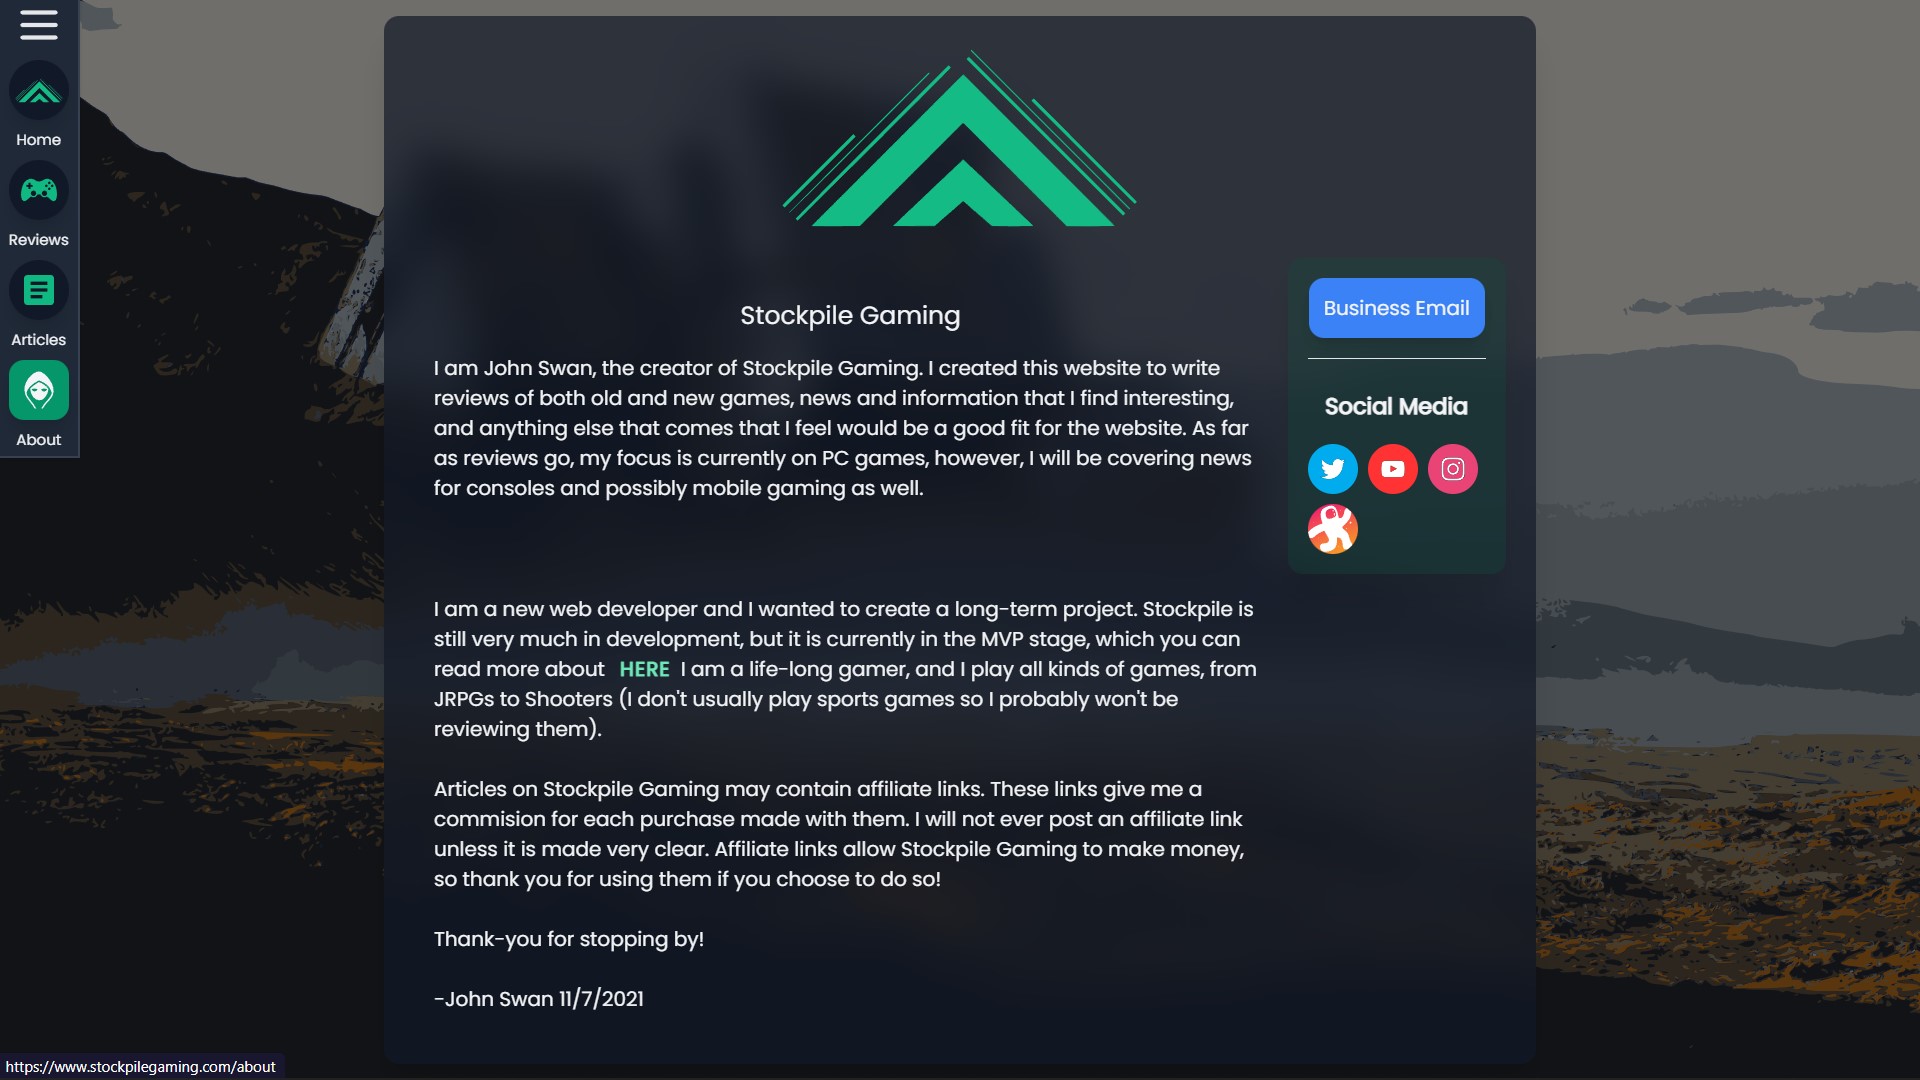 Home
Reviews
Articles
About
Stockpile Gaming
I am John Swan, the creator of Stockpile Gaming. I created this website to write
reviews of both old and new games, news and information that I find interesting,
and anything else that comes that I feel would be a good fit for the website. As far
as reviews go, my focus is currently on PC games, however, I will be covering news
for consoles and possibly mobile gaming as well.
I am a new web developer and I wanted to create a long-term project. Stockpile is
still very much in development, but it is currently in the MVP stage, which you can
read more about HERE I am a life-long gamer, and I play all kinds of games, from
JRPGs to Shooters (I don't usually play sports games so I probably won't be
reviewing them).
Articles on Stockpile Gaming may contain affiliate links. These links give me a
commision for each purchase made with them. I will not ever post an affiliate link
unless it is made very clear. Affiliate links allow Stockpile Gaming to make money,
so thank you for using them if you choose to do so!
Thank-you for stopping by!
-John Swan 11/7/2021
Business Email
Social Media
https://www.stockpilegaming.com/about